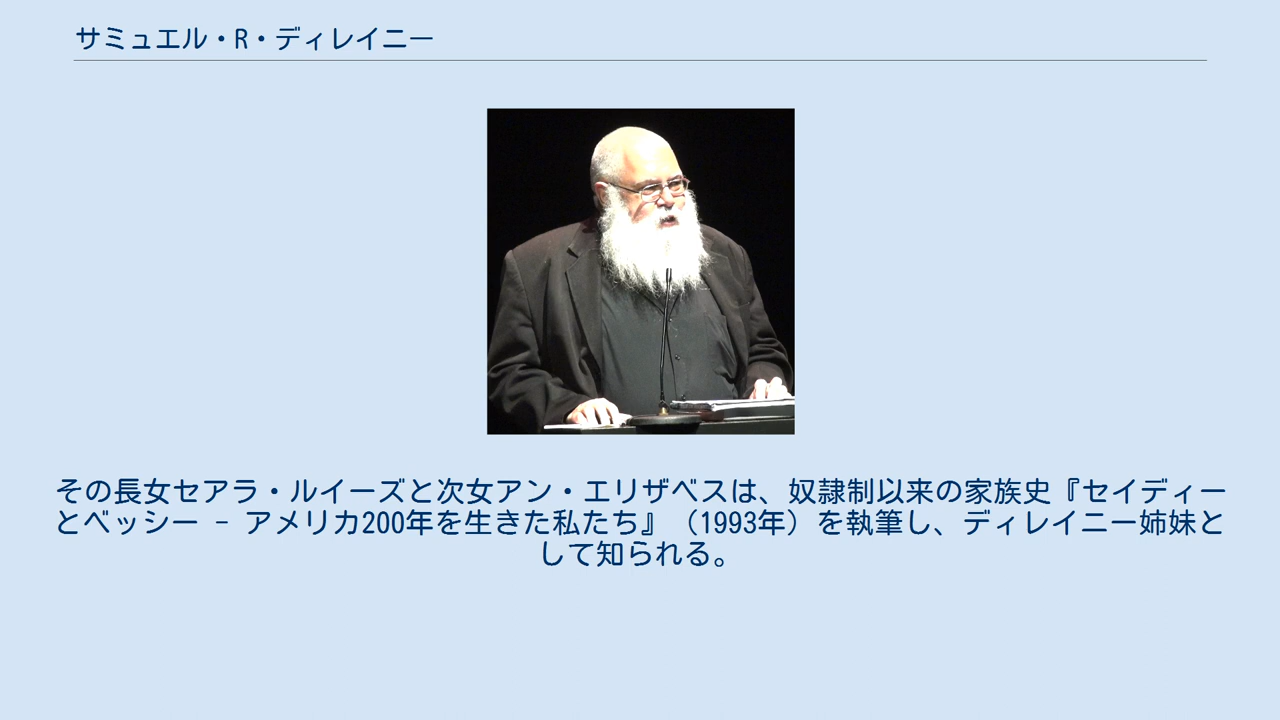 サミュエル・R・ディレイニー
その長女セアラ・ルイーズと次女アン・エリザベスは、奴隷制以来の家族史『セイディー
とベッシー - アメリカ200年を生きた私たち』（1993年）を執筆し、ディレイニー姉妹と
して知られる。